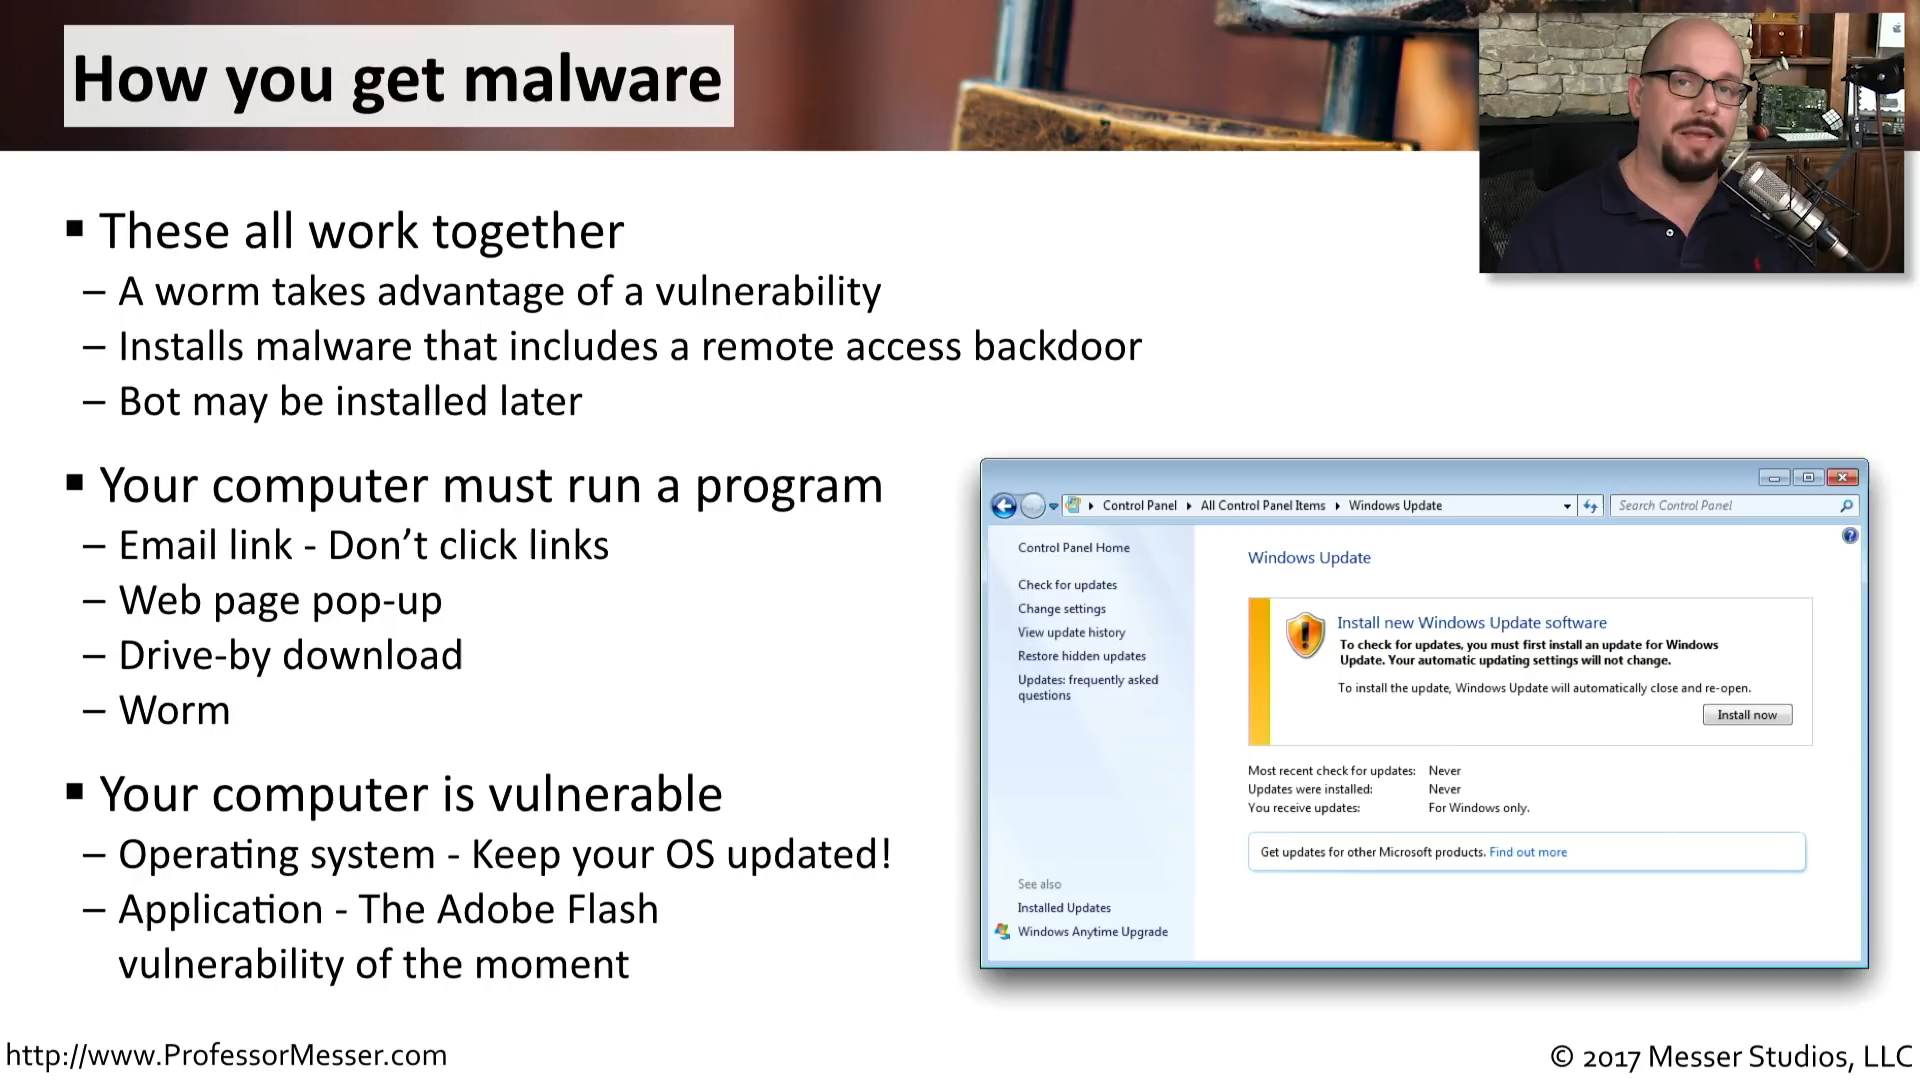 How you get malware
▪ These all work together
– A worm takes advantage of a vulnerability
– Installs malware that includes a remote access backdoor
– Bot may be installed later
▪ Your computer must run a program
– Email link - Don’t click links
– Web page pop-up
– Drive-by download
– Worm
▪ Your computer is vulnerable
– Operating system - Keep your OS updated!
– Application - The Adobe Flash
vulnerability of the moment
Control Panel
All Control Panel Items
Windows Update
Search Control Panel
Control Panel Home
Check for updates
Change settings
View update history
Restore hidden updates
Updates: frequently asked
questions
See also
Installed Updates
Windows Anytime Upgrade
Windows Update
Install new Windows Update software
To check for updates, you must first install an update for Windows
Update. Your automatic updating settings will not change.
To install the update, Windows Update will automatically close and re-open.
Install now
Most recent check for updates: Never
Updates were installed: Never
You receive updates: For Windows only.
Get updates for other Microsoft products. Find out more
http://www.ProfessorMesser.com
© 2017 Messer Studios, LLC